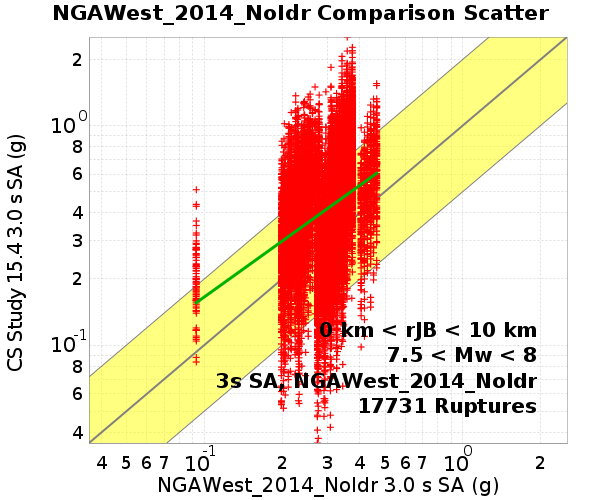 NGAWest_2014_NoIdr Comparison Scatter
CS Study 15.4 3.0 s SA (g)
2
10^0
8
6
4
3
2
10^-1
8
6
4
0 km < rJB < 10 km
7.5 < Mw < 8
3s SA, NGAWest_2014_NoIdr
17731 Ruptures
4 5 6 7 10^-1 2 3 4 5 6 7 10^0 2
NGAWest_2014_NoIdr 3.0 s SA (g)